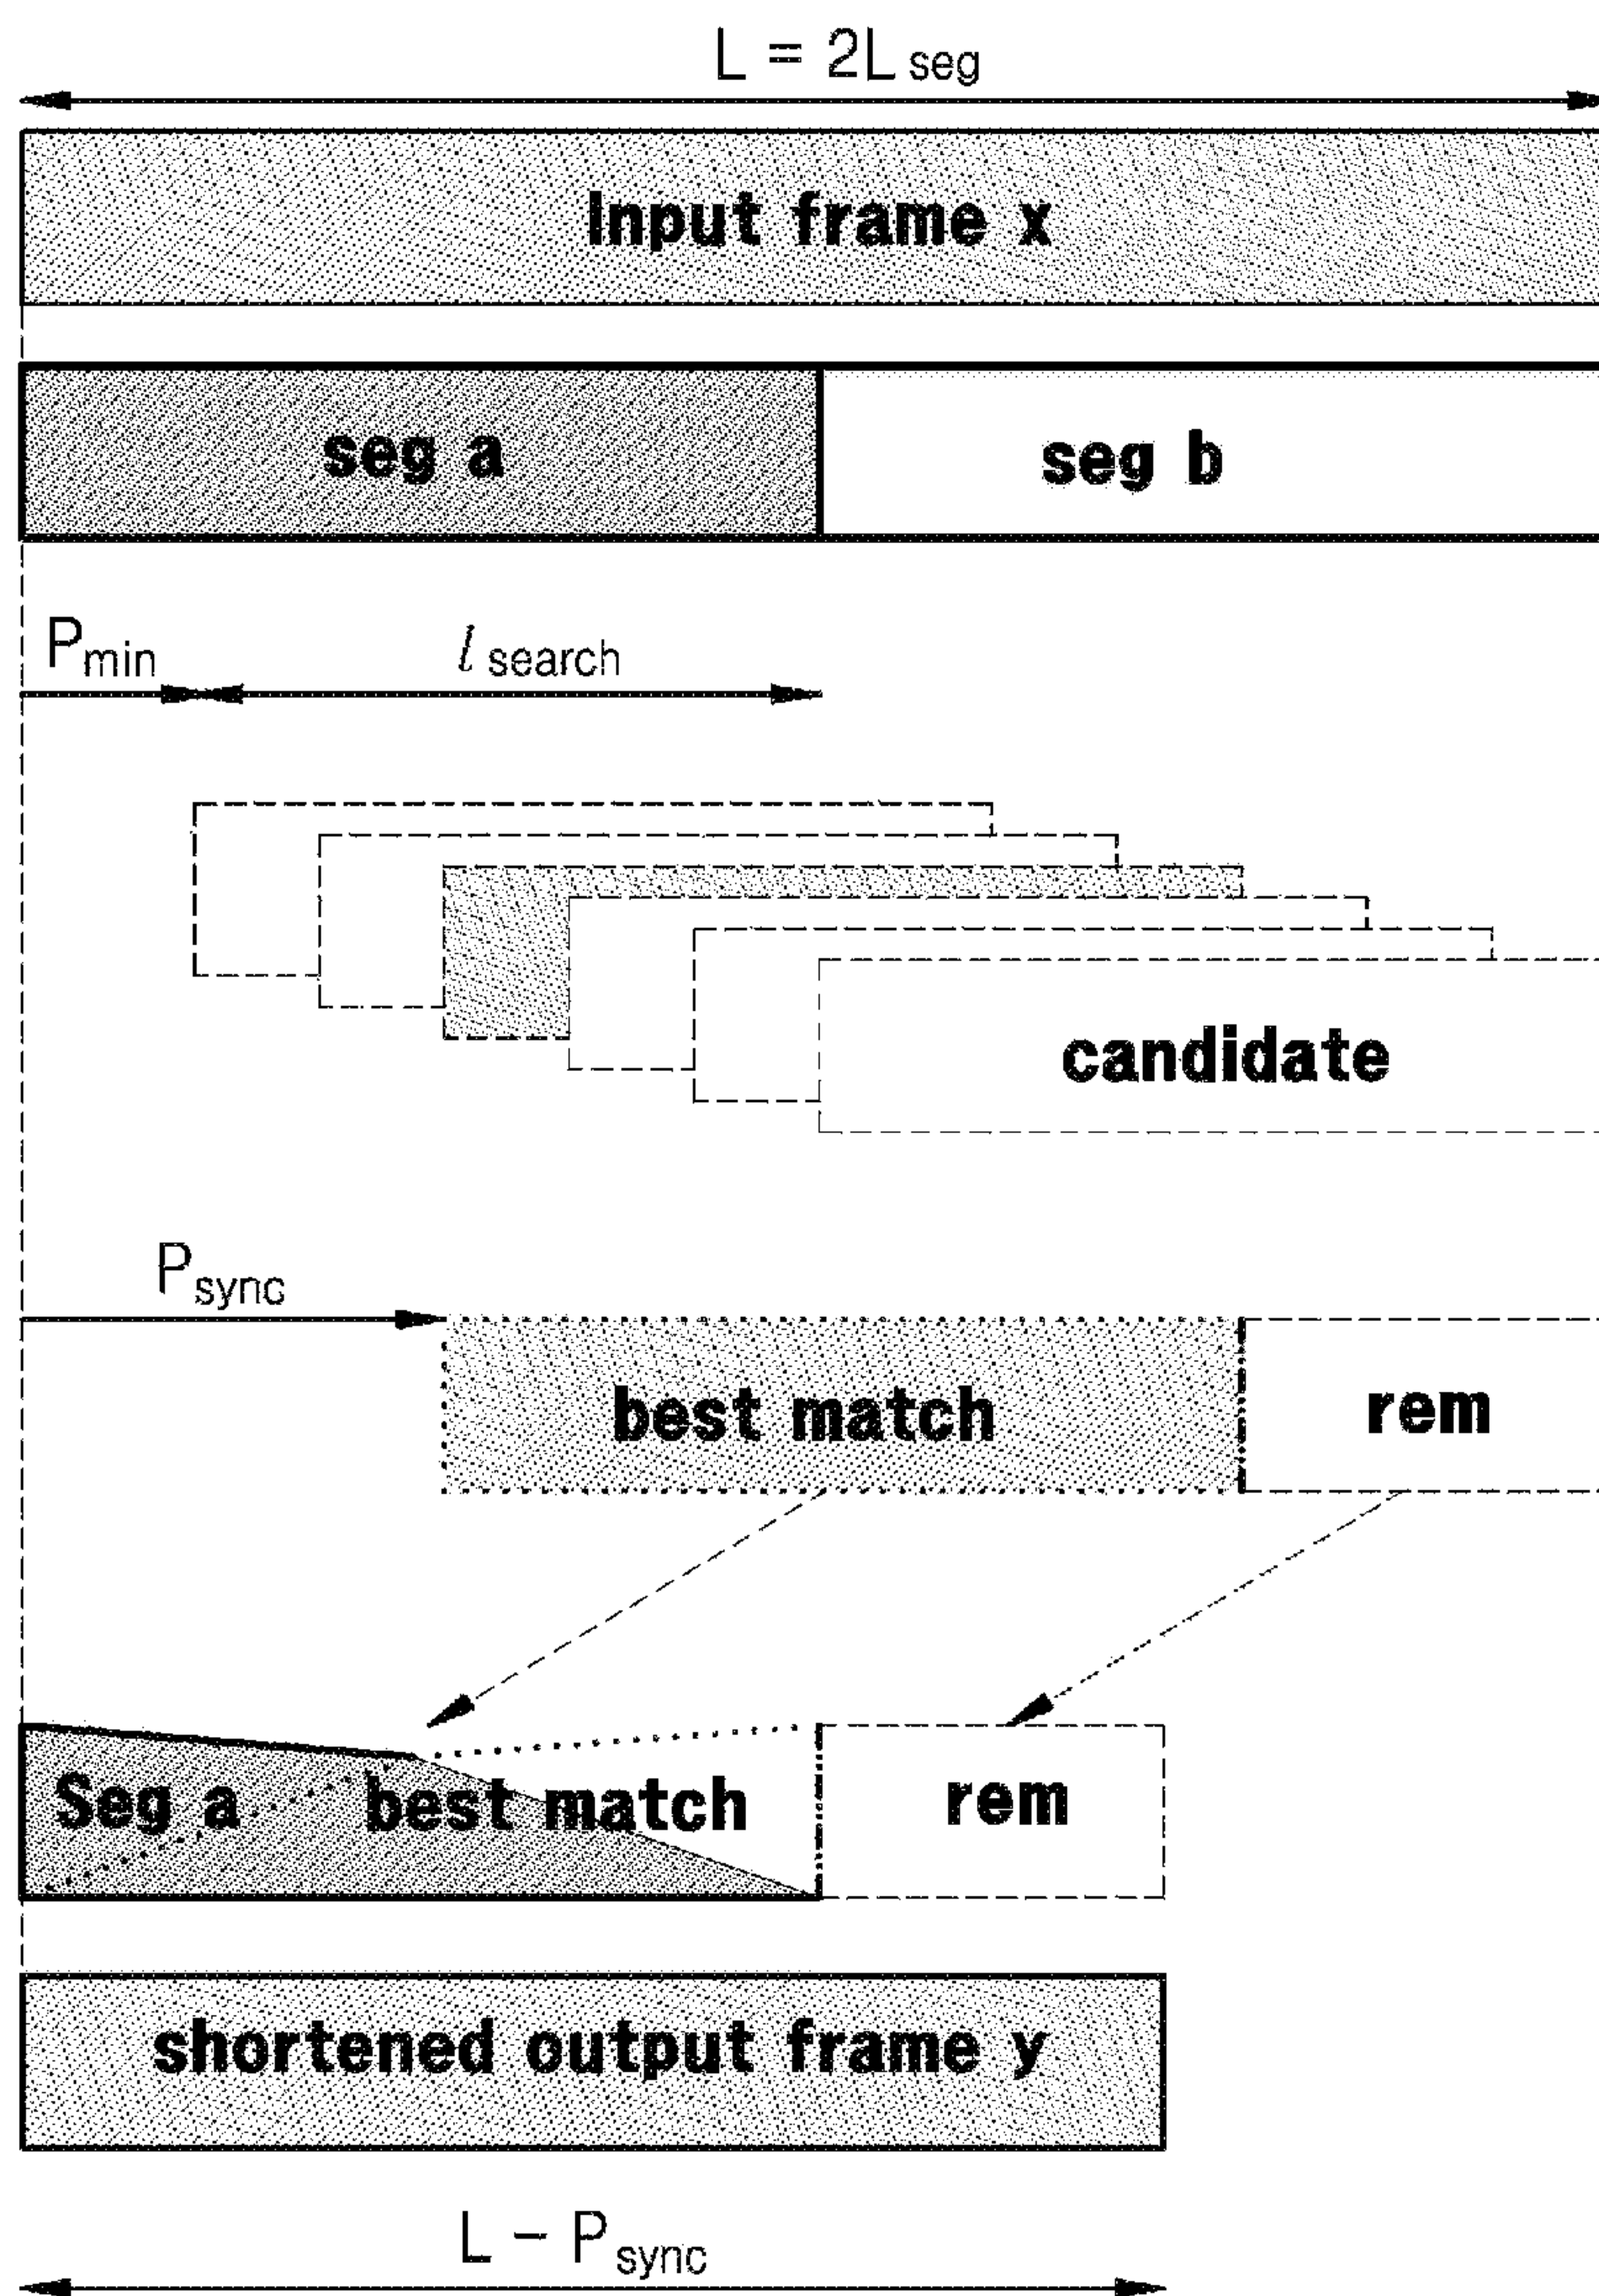 L = 2L seg
Input frame x
seg a
seg b
Pmin
l search
candidate
Psync
best match
rem
Seg a
best match
rem
shortened output frame y
L − Psync